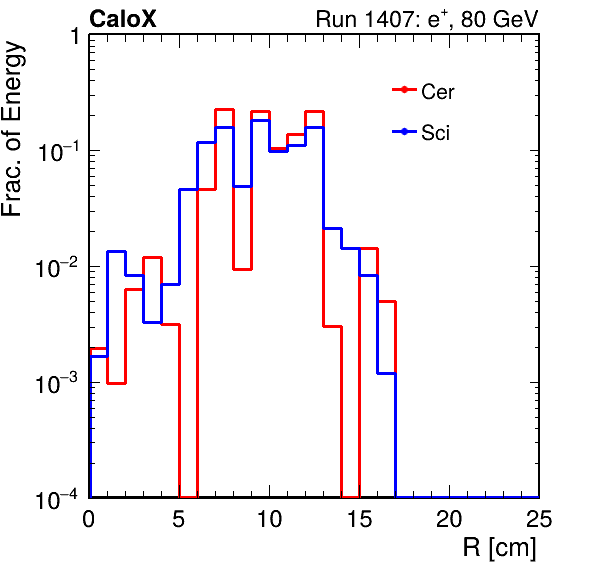 CaloX Run 1407: e⁺, 80 GeV
Frac. of Energy
1
10⁻¹
10⁻²
10⁻³
10⁻⁴
Cer
Sci
0 5 10 15 20 25
R [cm]